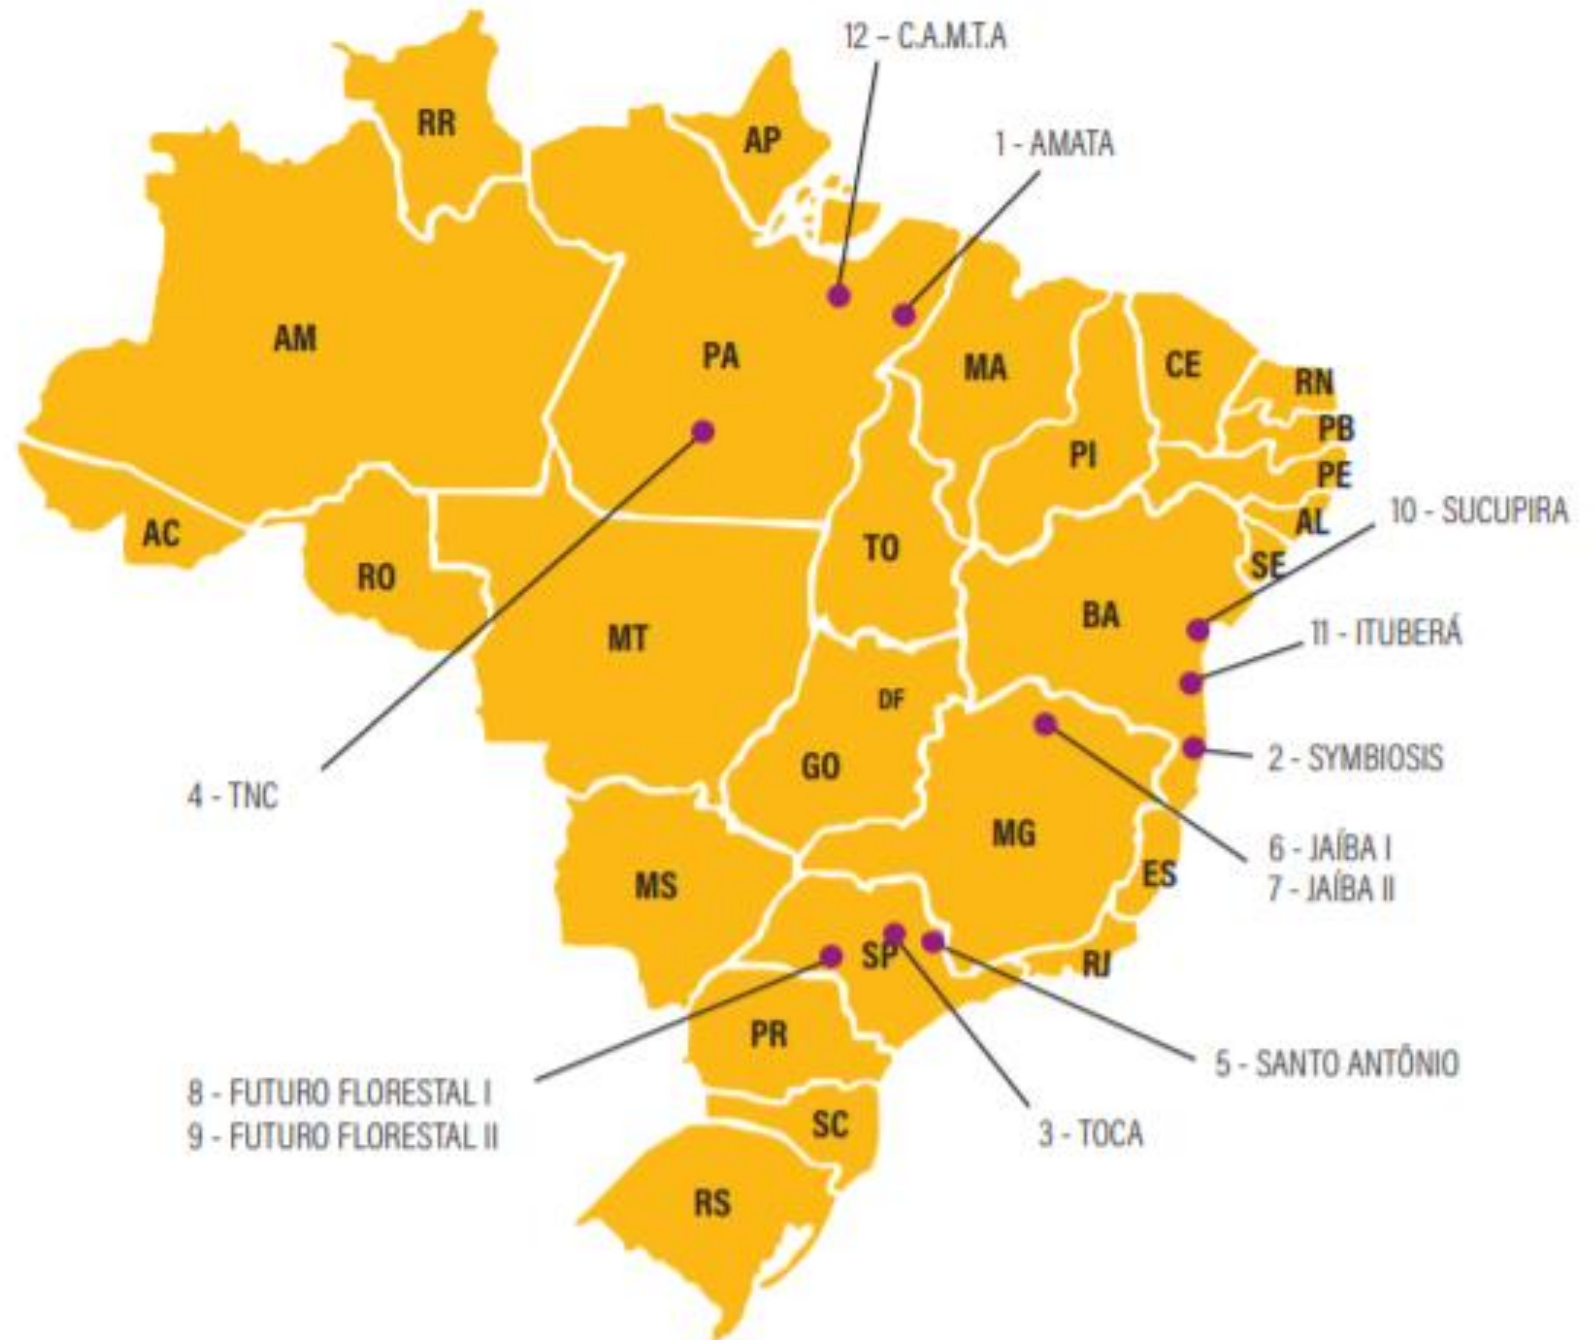 12 – C.A.M.T.A
RR
AP
1 - AMATA
AM
PA
MA
CE
RN
PB
PI
PE
10 - SUCUPIRA
AL
AC
TO
SE
RO
BA
MT
11 - ITUBERÁ
DF
2 - SYMBIOSIS
GO
4 - TNC
MG
6 - JAÍBA I
7 - JAÍBA II
ES
MS
SP
RJ
PR
5 - SANTO ANTÔNIO
8 - FUTURO FLORESTAL I
9 - FUTURO FLORESTAL II
SC
3 - TOCA
RS